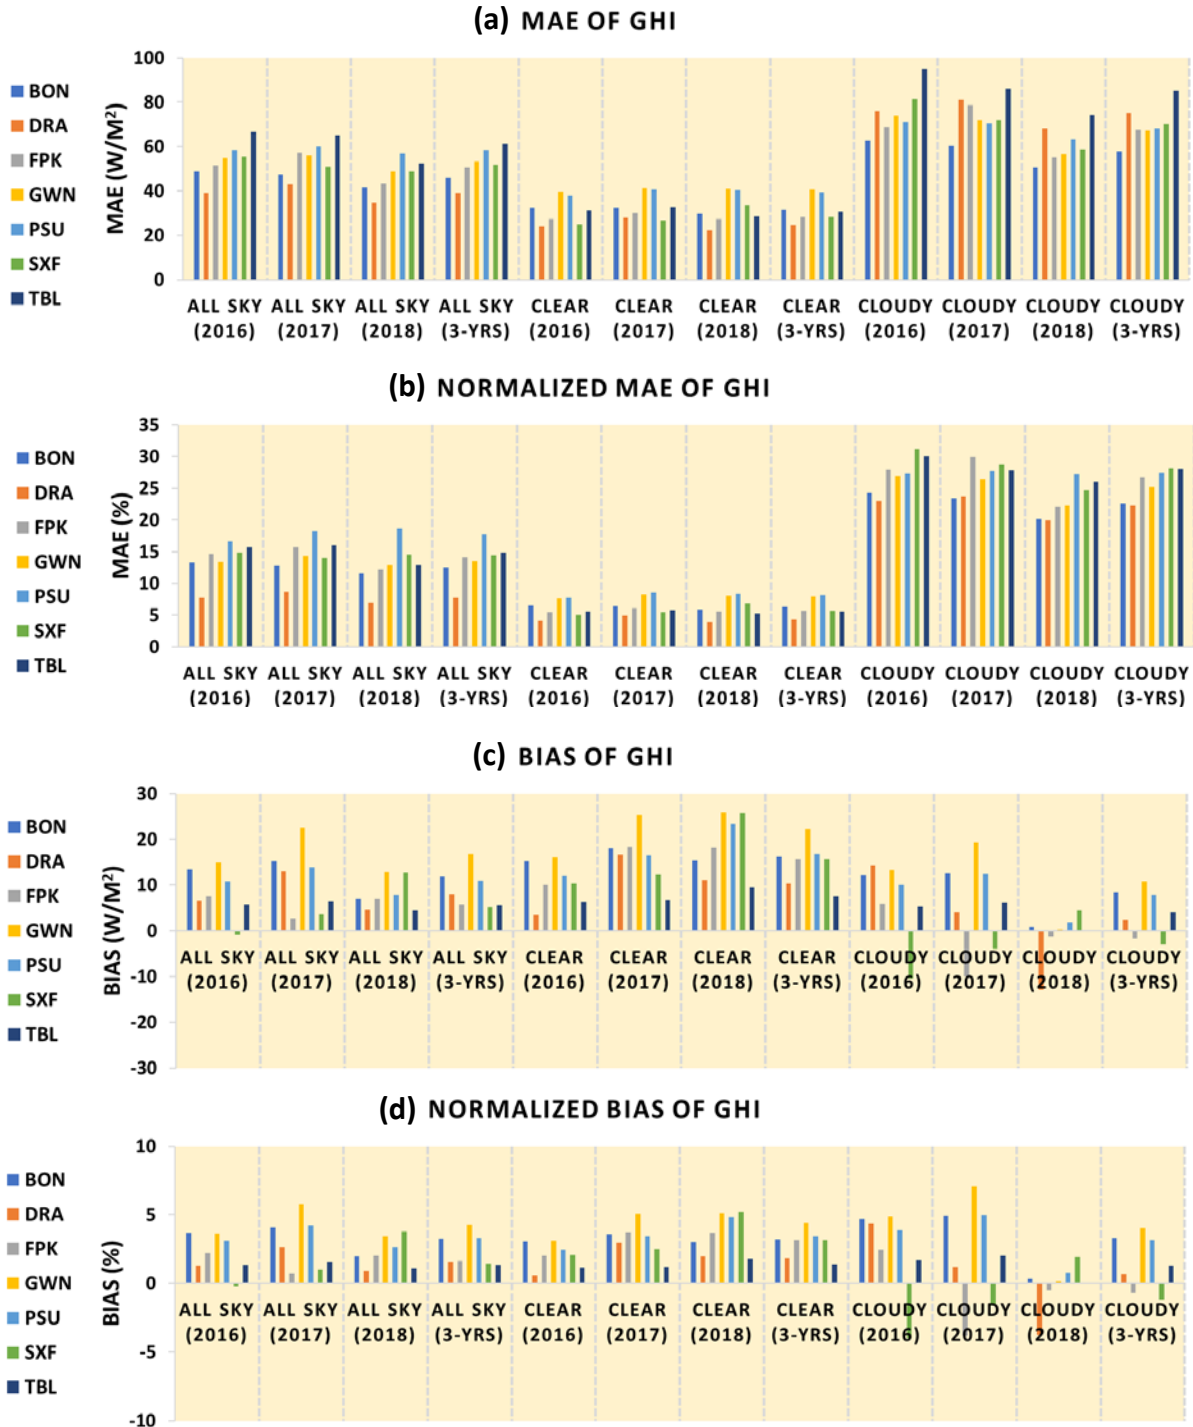 (a) MAE OF GHI
100
80
60
40
20
0
MAE (W/M²)
BON
DRA
FPK
GWN
PSU
SXF
TBL
ALL SKY ALL SKY ALL SKY ALL SKY CLEAR CLEAR CLEAR CLEAR CLOUDY CLOUDY CLOUDY CLOUDY
(2016) (2017) (2018) (3-YRS) (2016) (2017) (2018) (3-YRS) (2016) (2017) (2018) (3-YRS)
(b) NORMALIZED MAE OF GHI
35
30
25
20
15
10
5
0
MAE (%)
BON
DRA
FPK
GWN
PSU
SXF
TBL
ALL SKY ALL SKY ALL SKY ALL SKY CLEAR CLEAR CLEAR CLEAR CLOUDY CLOUDY CLOUDY CLOUDY
(2016) (2017) (2018) (3-YRS) (2016) (2017) (2018) (3-YRS) (2016) (2017) (2018) (3-YRS)
(c) BIAS OF GHI
30
20
10
0
-10
-20
-30
BIAS (W/M²)
BON
DRA
FPK
GWN
PSU
SXF
TBL
ALL SKY ALL SKY ALL SKY ALL SKY CLEAR CLEAR CLEAR CLEAR CLOUDY CLOUDY CLOUDY CLOUDY
(2016) (2017) (2018) (3-YRS) (2016) (2017) (2018) (3-YRS) (2016) (2017) (2018) (3-YRS)
(d) NORMALIZED BIAS OF GHI
10
5
0
-5
-10
BIAS (%)
BON
DRA
FPK
GWN
PSU
SXF
TBL
ALL SKY ALL SKY ALL SKY ALL SKY CLEAR CLEAR CLEAR CLEAR CLOUDY CLOUDY CLOUDY CLOUDY
(2016) (2017) (2018) (3-YRS) (2016) (2017) (2018) (3-YRS) (2016) (2017) (2018) (3-YRS)